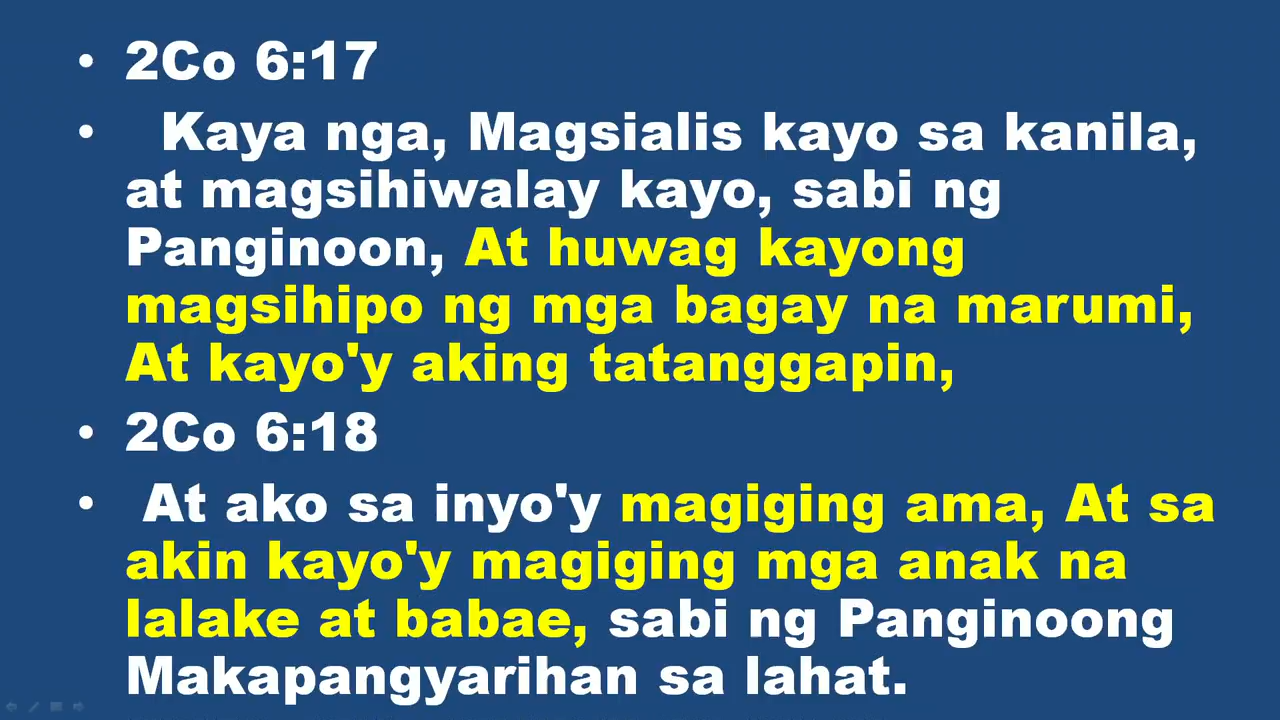 • 2Co 6:17
• Kaya nga, Magsialis kayo sa kanila,
at magsihiwalay kayo, sabi ng
Panginoon, At huwag kayong
magsihipo ng mga bagay na marumi,
At kayo'y aking tatanggapin,
• 2Co 6:18
• At ako sa inyo'y magiging ama, At sa
akin kayo'y magiging mga anak na
lalake at babae, sabi ng Panginoong
Makapangyarihan sa lahat.